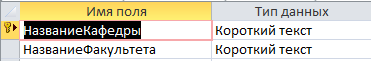 Имя поля Тип данных
НазваниеКафедры Короткий текст
НазваниеФакультета Короткий текст